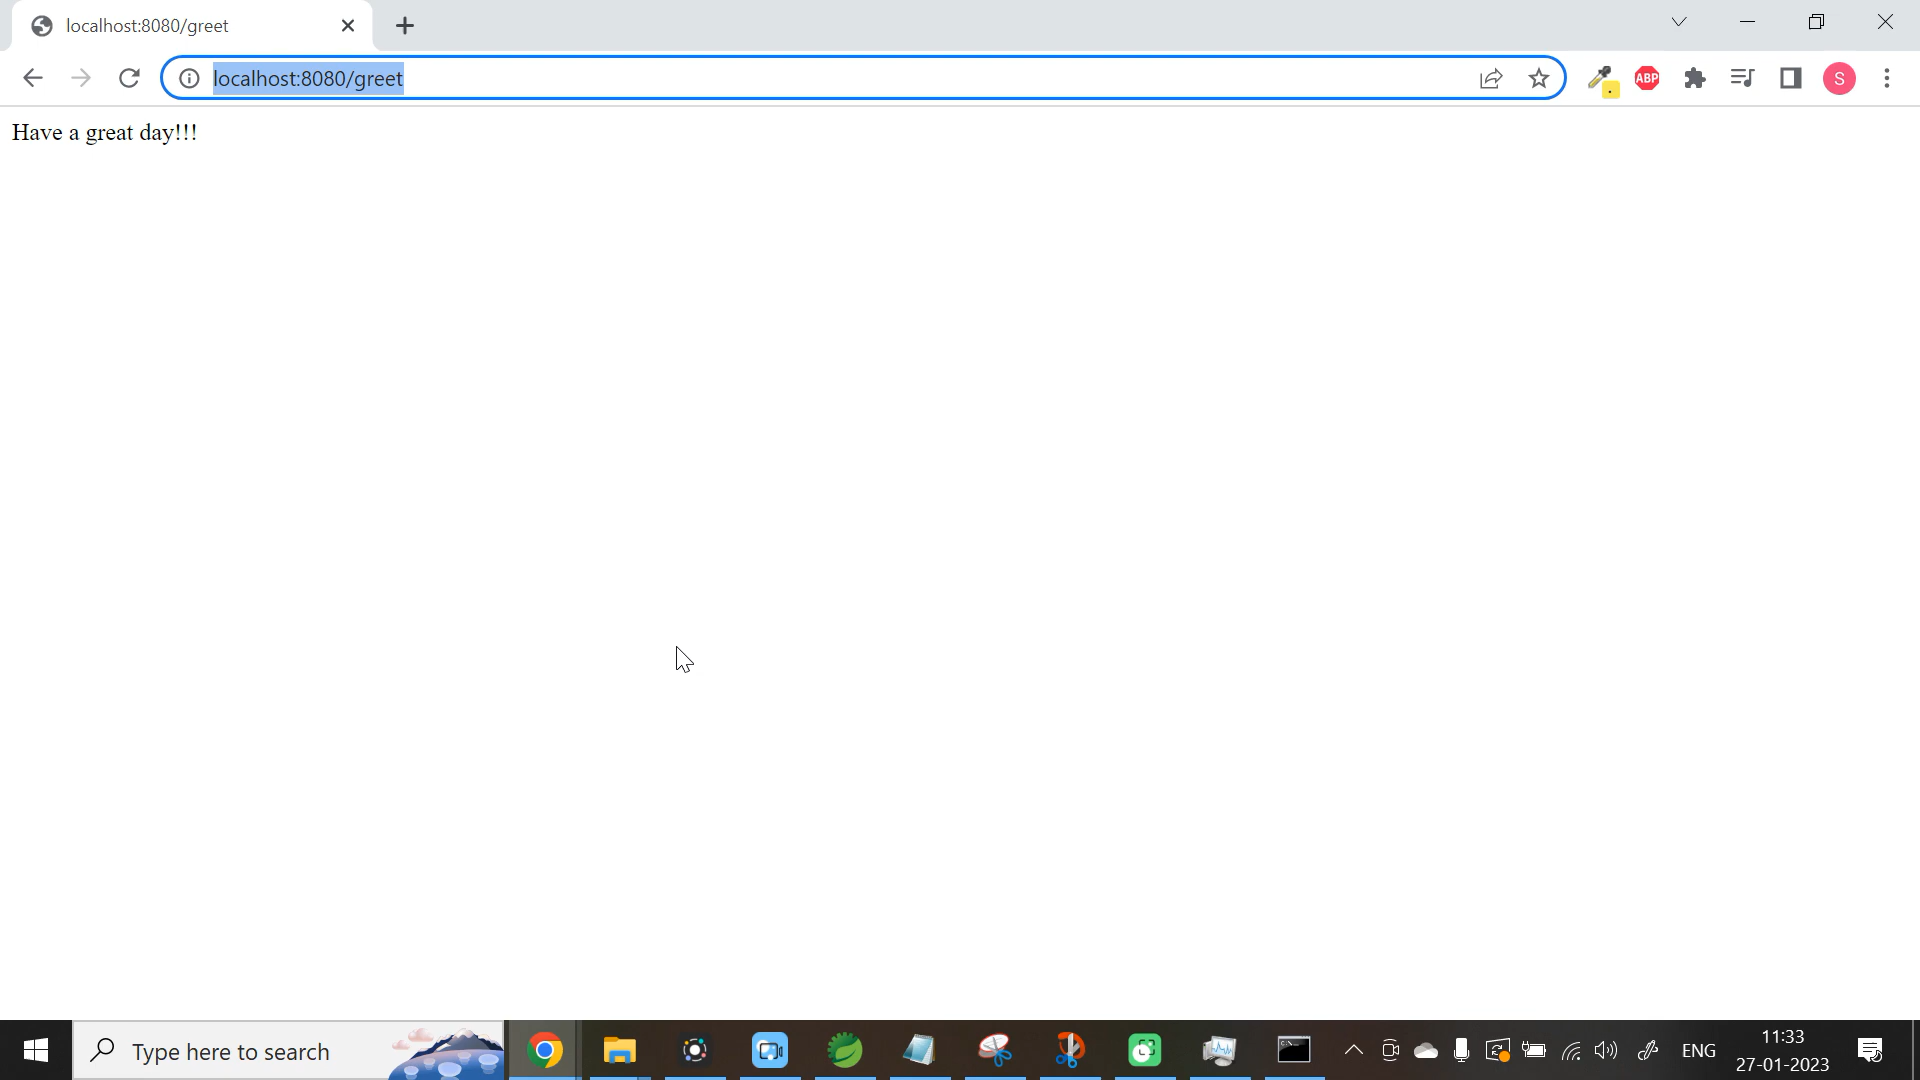 localhost:8080/greet
localhost:8080/greet
ABP
S
Have a great day!!!
Type here to search
ENG
11:33
27-01-2023